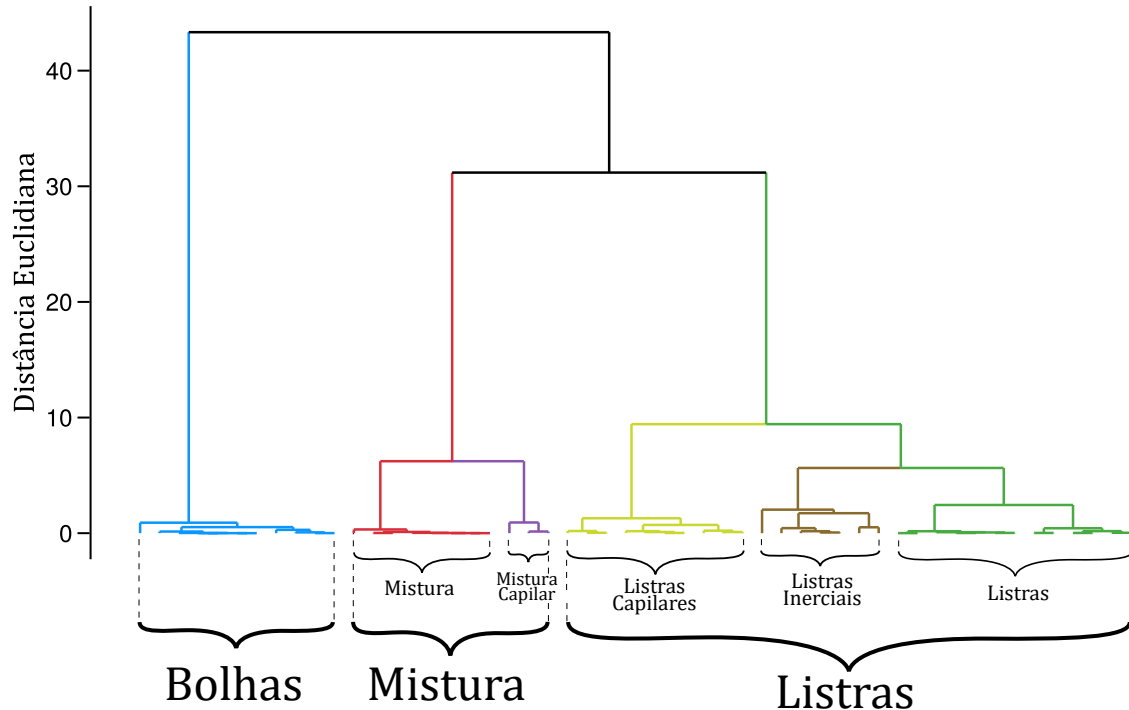 Distância Euclidiana
40
30
20
10
0
Mistura
Mistura
Capilar
Listras
Capilares
Listras
Inerciais
Listras
Bolhas
Mistura
Listras